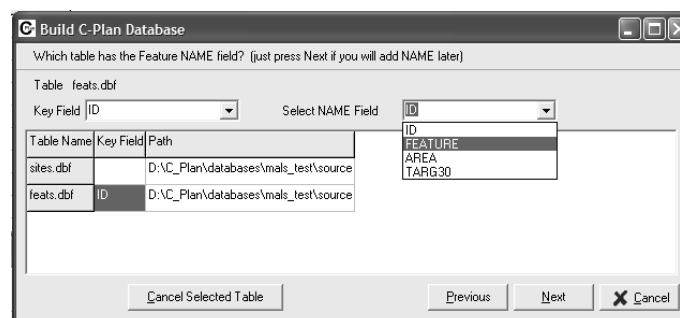 Build C-Plan Database
Which table has the Feature NAME field? (just press Next if you will add NAME later)
Table feats.dbf
Key Field ID Select NAME Field ID
ID
FEATURE
AREA
TARG30
Table Name Key Field Path
sites.dbf D:\C_Plan\databases\mals_test\source
feats.dbf ID D:\C_Plan\databases\mals_test\source
Cancel Selected Table Previous Next Cancel